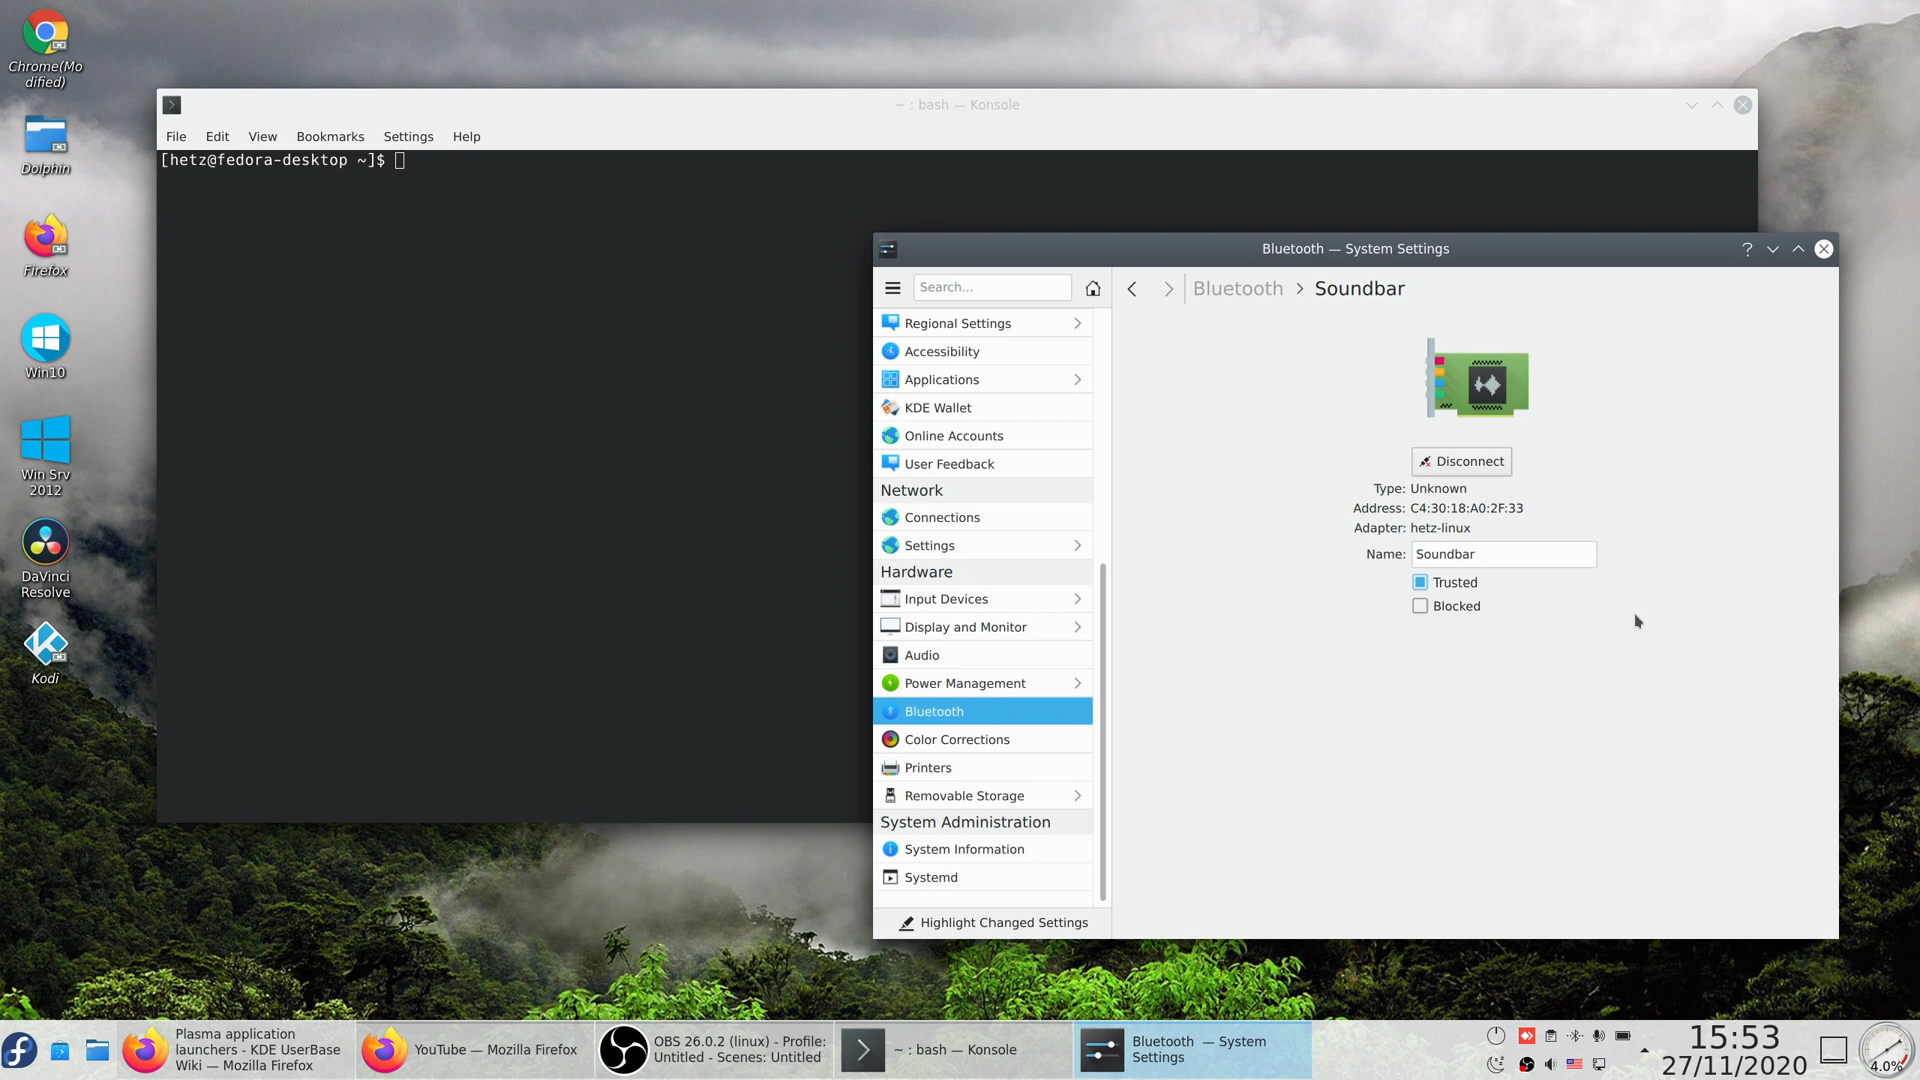 Chrome(Mo
dified)
Dolphin
Firefox
Win10
Win Srv
2012
DaVinci
Resolve
Kodi
~ : bash — Konsole
File Edit View Bookmarks Settings Help
[hetz@fedora-desktop ~]$
Bluetooth — System Settings
Search...
Bluetooth > Soundbar
Regional Settings
Accessibility
Applications
KDE Wallet
Online Accounts
User Feedback
Network
Connections
Settings
Hardware
Input Devices
Display and Monitor
Audio
Power Management
Bluetooth
Color Corrections
Printers
Removable Storage
System Administration
System Information
Systemd
Highlight Changed Settings
Disconnect
Type: Unknown
Address: C4:30:18:A0:2F:33
Adapter: hetz-linux
Name: Soundbar
Trusted
Blocked
Plasma application
launchers - KDE UserBase
Wiki — Mozilla Firefox
YouTube — Mozilla Firefox
OBS 26.0.2 (linux) - Profile:
Untitled - Scenes: Untitled
~ : bash — Konsole
Bluetooth — System
Settings
15:53
27/11/2020
4.0%